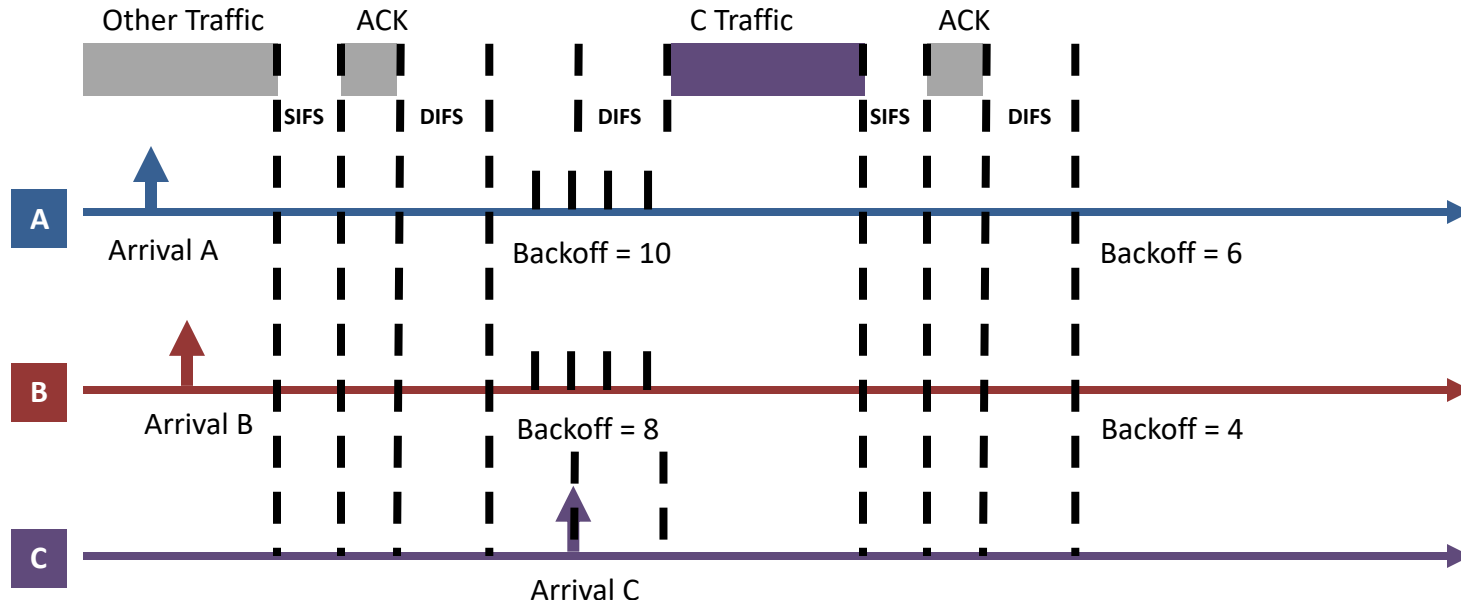 Other Traffic ACK C Traffic ACK
SIFS DIFS DIFS SIFS DIFS
A
Arrival A Backoff = 10 Backoff = 6
B
Arrival B Backoff = 8 Backoff = 4
C
Arrival C